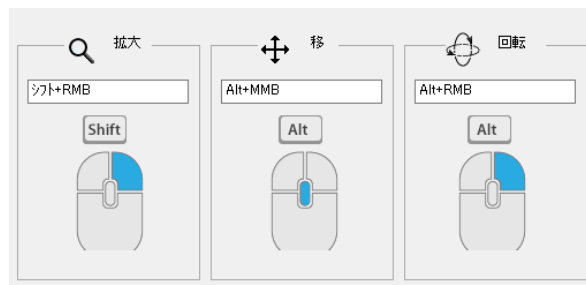 拡大
移
回転
ｼﾌﾄ+RMB
Alt+MMB
Alt+RMB
Shift
Alt
Alt